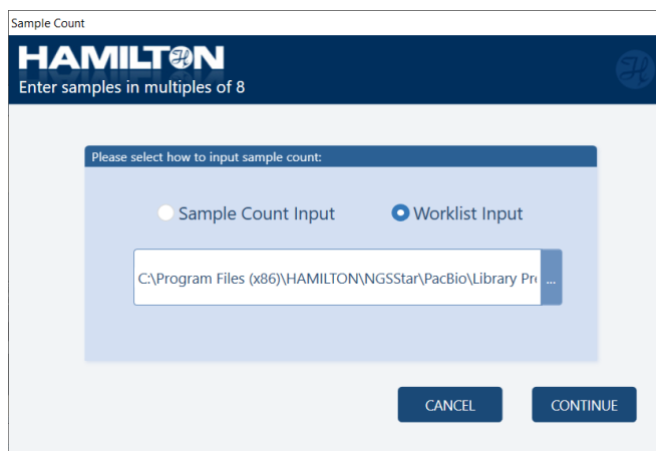 Sample Count
HAMILTON
Enter samples in multiples of 8
Please select how to input sample count:
Sample Count Input Worklist Input
C:\Program Files (x86)\HAMILTON\NGSStar\PacBio\Library Pr ...
CANCEL CONTINUE